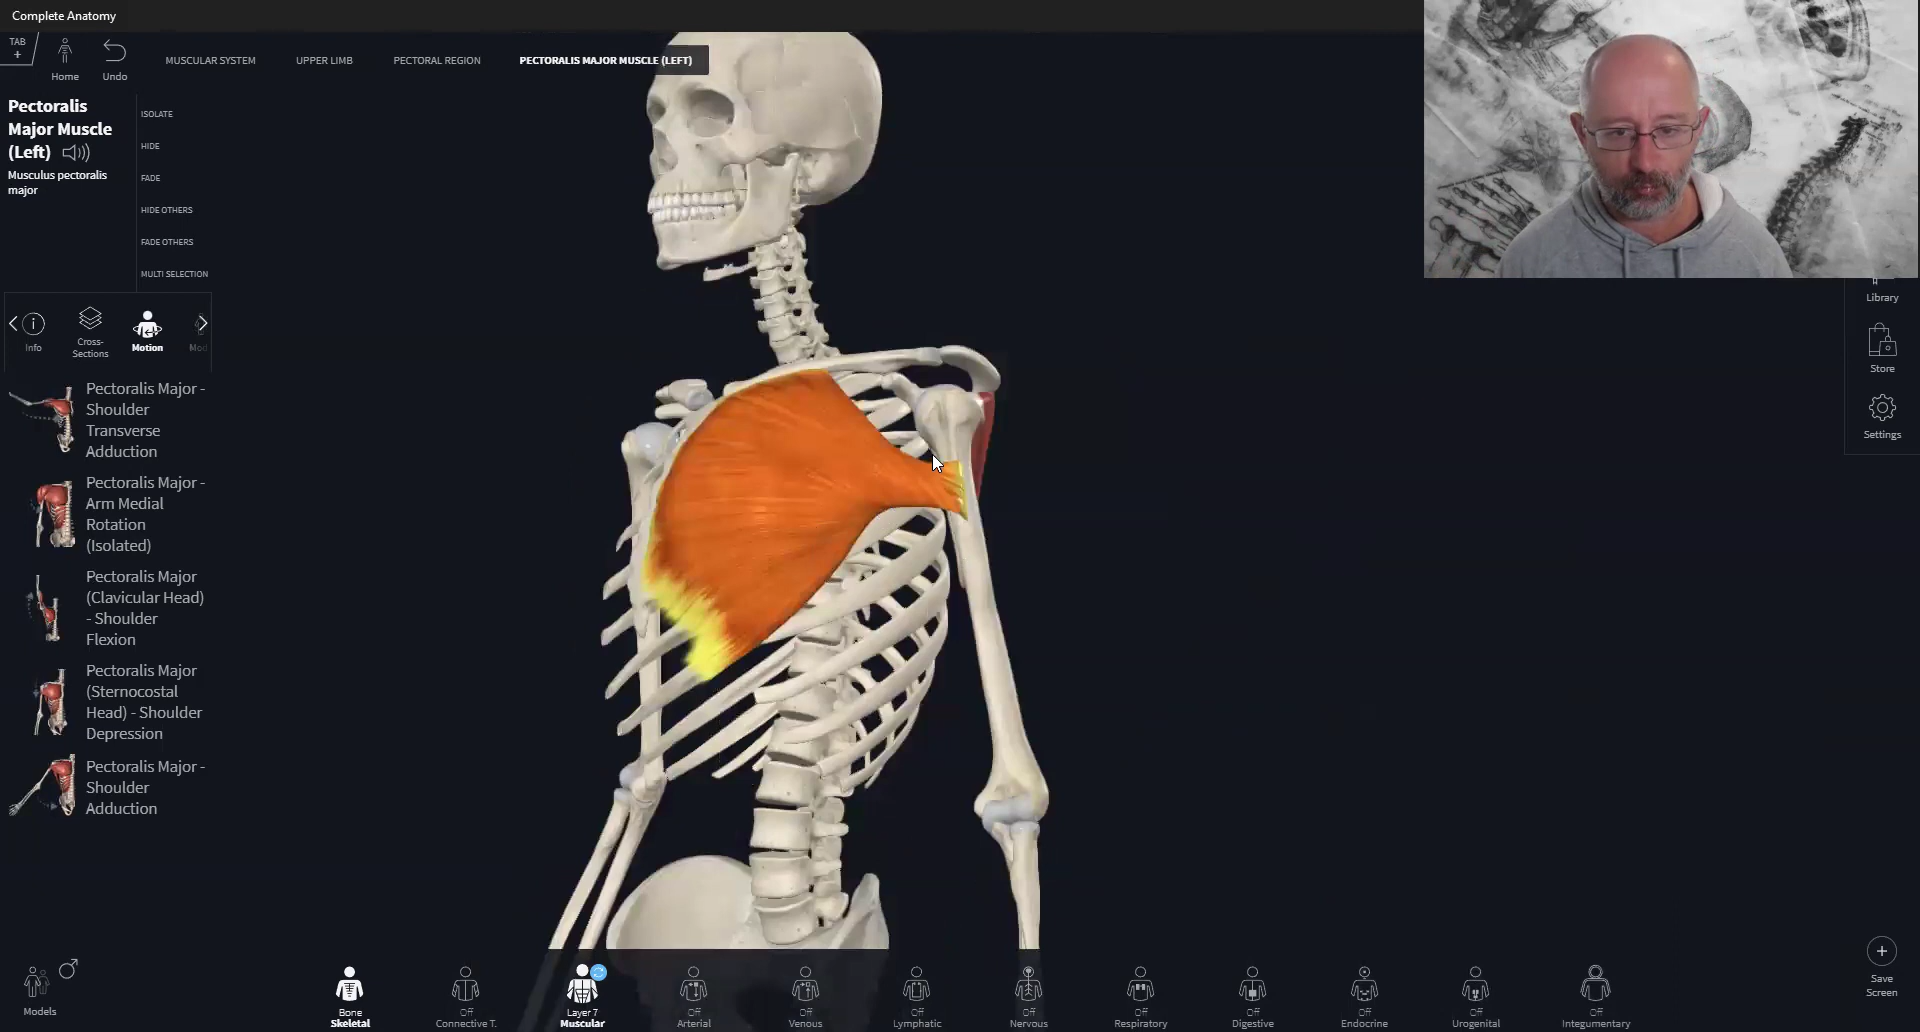 Complete Anatomy
TAB
+
Home
Undo
MUSCULAR SYSTEM
UPPER LIMB
PECTORAL REGION
PECTORALIS MAJOR MUSCLE (LEFT)
Pectoralis
Major Muscle
(Left)
Musculus pectoralis
major
ISOLATE
HIDE
FADE
HIDE OTHERS
FADE OTHERS
MULTI SELECTION
Info
Cross-
Sections
Motion
Mod
Pectoralis Major -
Shoulder
Transverse
Adduction
Pectoralis Major -
Arm Medial
Rotation
(Isolated)
Pectoralis Major
(Clavicular Head)
- Shoulder
Flexion
Pectoralis Major
(Sternocostal
Head) - Shoulder
Depression
Pectoralis Major -
Shoulder
Adduction
Library
Store
Settings
Save
Screen
Models
Bone
Skeletal
Off
Connective T.
Layer 7
Muscular
Off
Arterial
Off
Venous
Off
Lymphatic
Off
Nervous
Off
Respiratory
Off
Digestive
Off
Endocrine
Off
Urogenital
Off
Integumentary